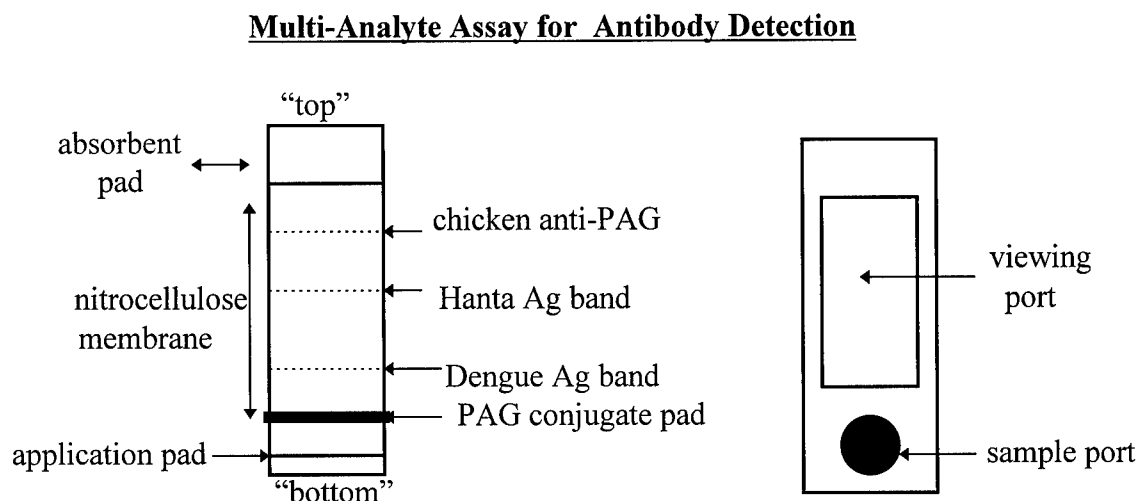 Multi-Analyte Assay for Antibody Detection
“top”
absorbent
pad
chicken anti-PAG
nitrocellulose
membrane
Hanta Ag band
Dengue Ag band
PAG conjugate pad
application pad
“bottom”
viewing
port
sample port